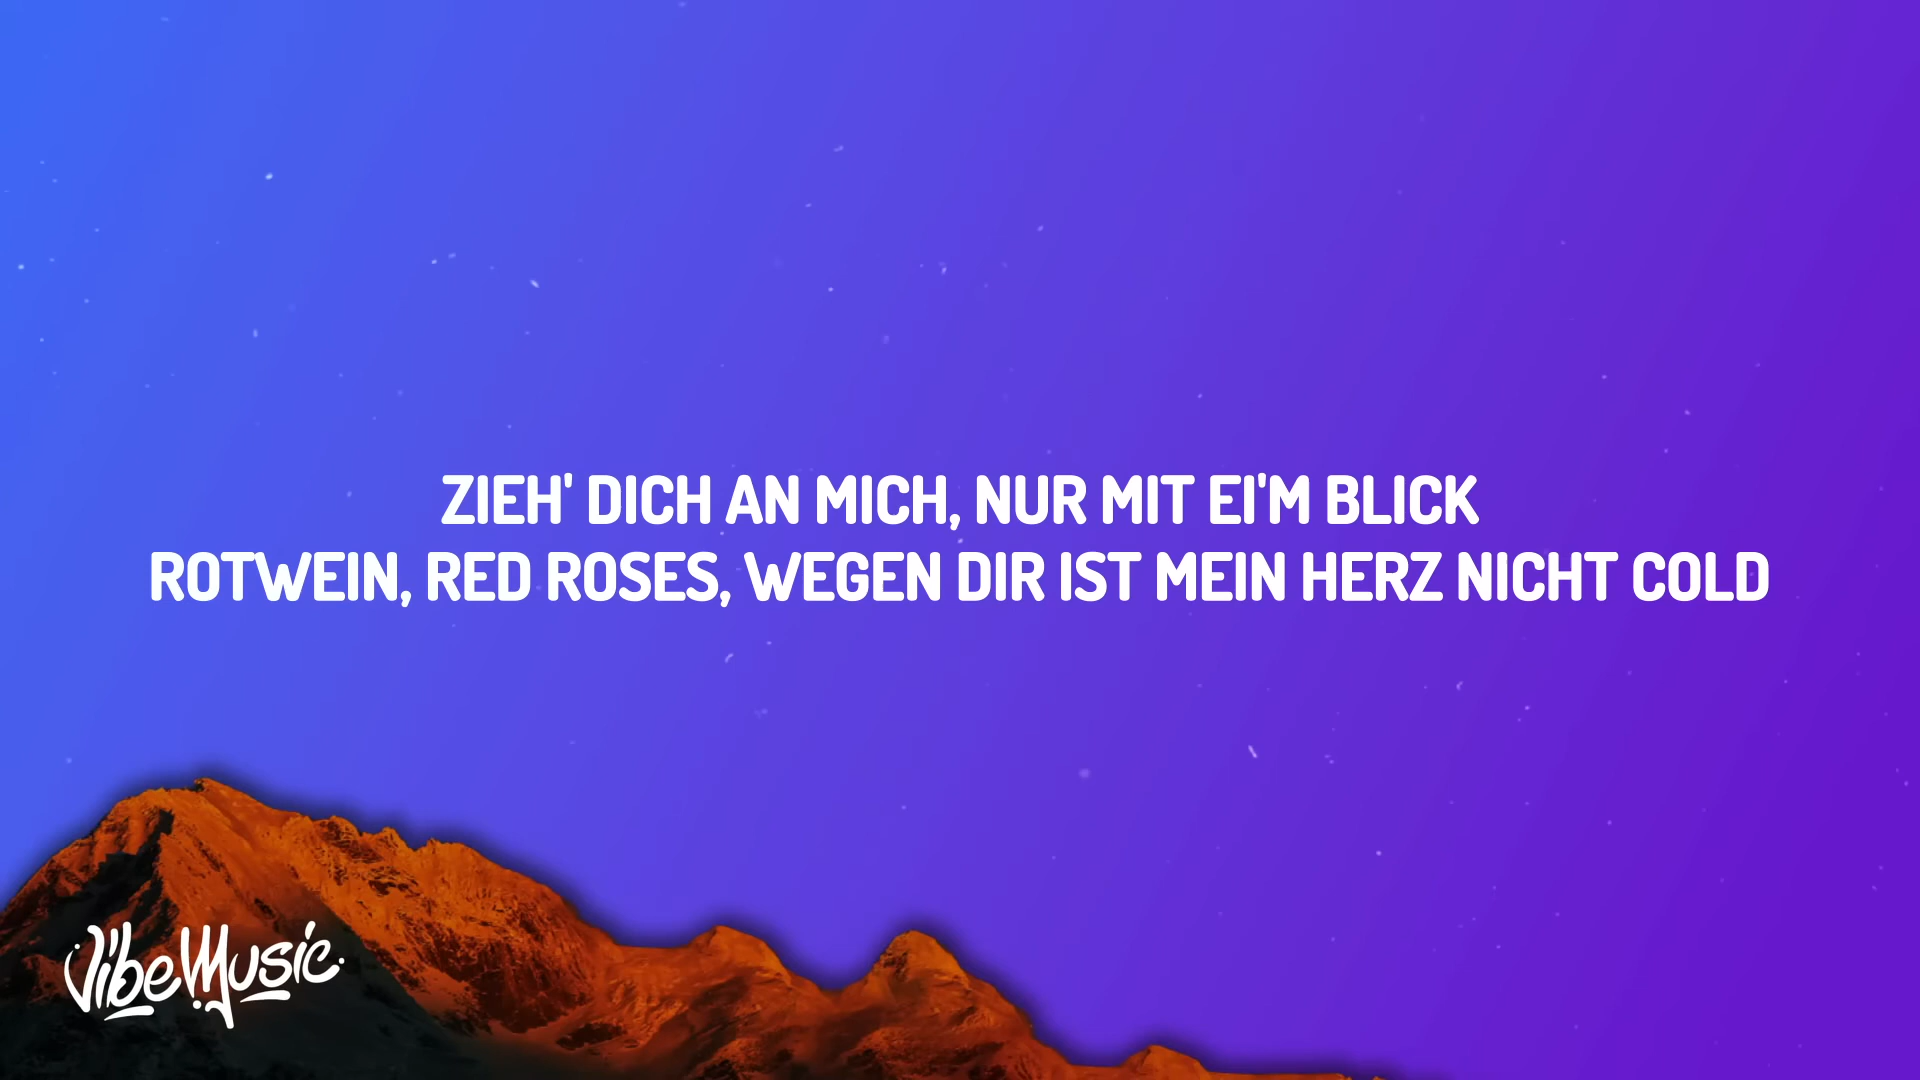 ZIEH' DICH AN MICH, NUR MIT EI'M BLICK
ROTWEIN, RED ROSES, WEGEN DIR IST MEIN HERZ NICHT COLD
VibeMusic